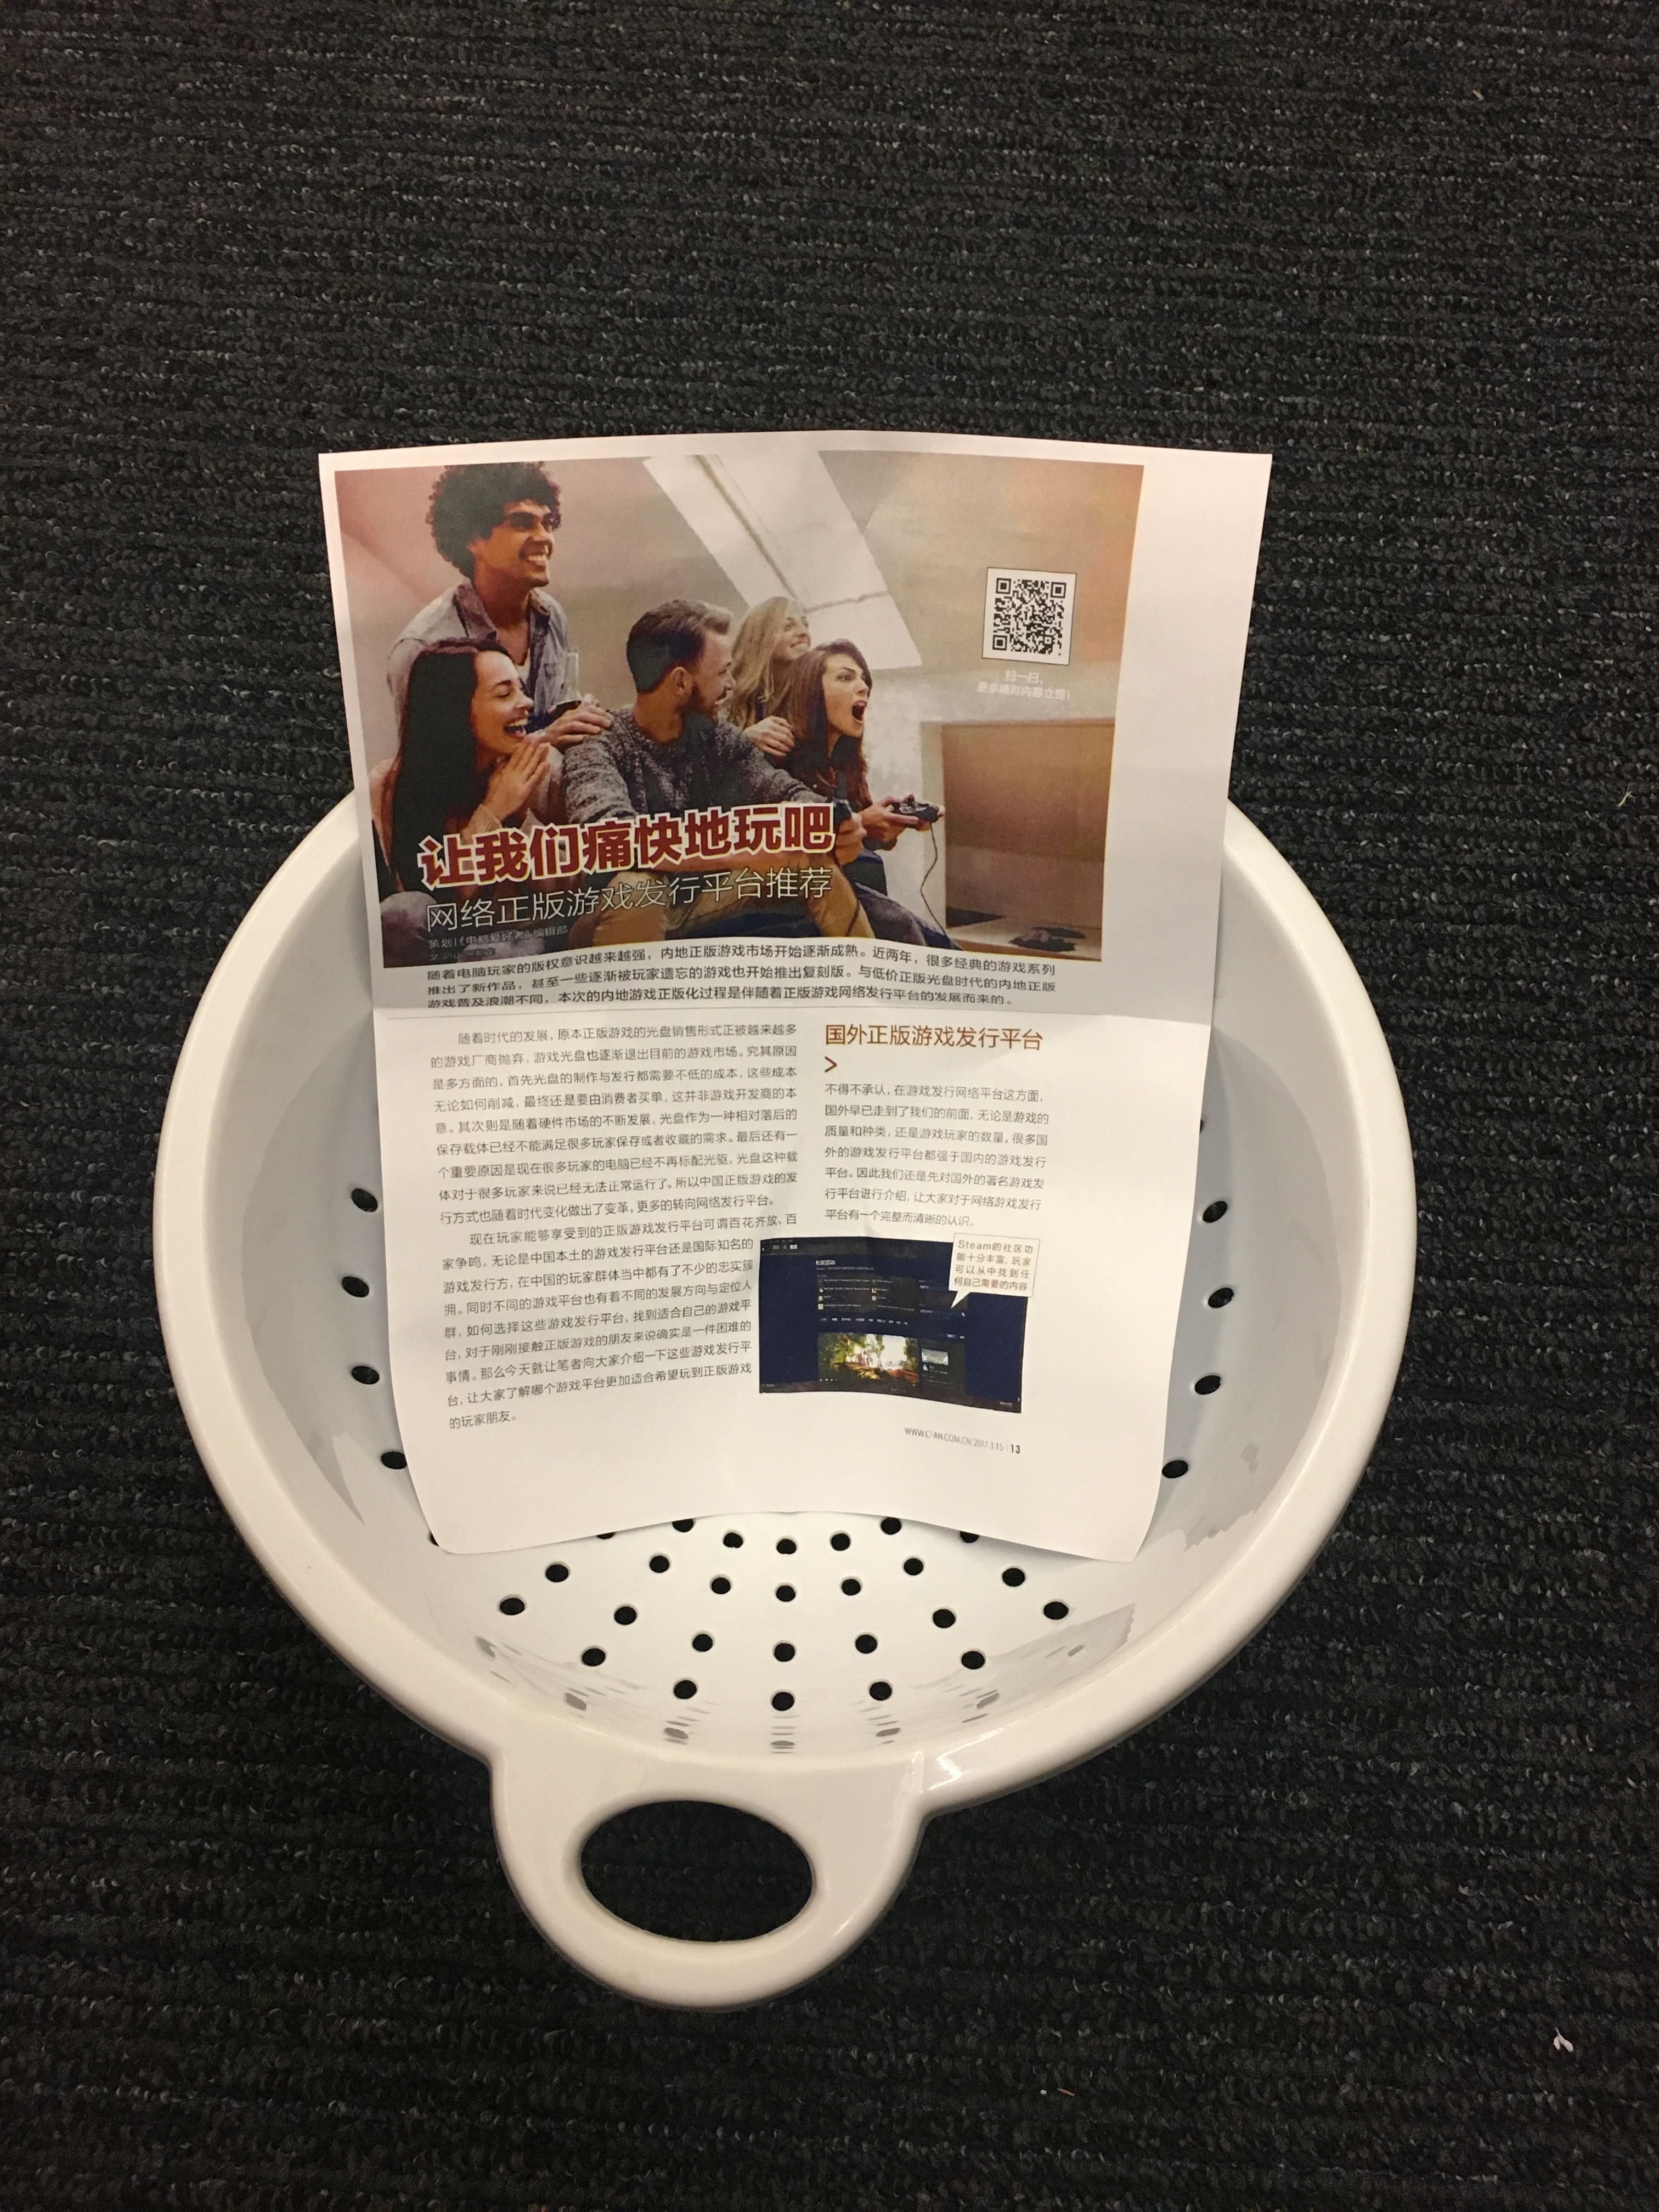 扫一扫,
更多精彩内容立现!
让我们痛快地玩吧
网络正版游戏发行平台推荐
策划|《电脑爱好者》编辑部
随着电脑玩家的版权意识越来越强，内地正版游戏市场开始逐渐成熟。近两年，很多经典的游戏系列
推出了新作品，甚至一些逐渐被玩家遗忘的游戏也开始推出复刻版。与低价正版光盘时代的内地正版
游戏普及浪潮不同，本次的内地游戏正版化过程是伴随着正版游戏网络发行平台的发展而来的。
随着时代的发展，原本正版游戏的光盘销售形式正被越来越多
的游戏厂商抛弃，游戏光盘也逐渐退出目前的游戏市场。究其原因
是多方面的，首先光盘的制作与发行都需要不低的成本，这些成本
无论如何削减，最终还是要由消费者买单，这并非游戏开发商的本
意。其次则是随着硬件市场的不断发展，光盘作为一种相对落后的
保存载体已经不能满足很多玩家保存或者收藏的需求。最后还有一
个重要原因是现在很多玩家的电脑已经不再标配光驱，光盘这种载
体对于很多玩家来说已经无法正常运行了。所以中国正版游戏的发
行方式也随着时代变化做出了变革，更多的转向网络发行平台。
现在玩家能够享受到的正版游戏发行平台可谓百花齐放、百
家争鸣。无论是中国本土的游戏发行平台还是国际知名的
游戏发行方，在中国的玩家群体当中都有了不少的忠实簇
拥。同时不同的游戏平台也有着不同的发展方向与定位人
群，如何选择这些游戏发行平台，找到适合自己的游戏平
台，对于刚刚接触正版游戏的朋友来说确实是一件困难的
事情。那么今天就让笔者向大家介绍一下这些游戏发行平
台，让大家了解哪个游戏平台更加适合希望玩到正版游戏
的玩家朋友。
国外正版游戏发行平台
>
不得不承认，在游戏发行网络平台这方面，
国外早已走到了我们的前面，无论是游戏的
质量和种类，还是游戏玩家的数量，很多国
外的游戏发行平台都强于国内的游戏发行
平台。因此我们还是先对国外的著名游戏发
行平台进行介绍，让大家对于网络游戏发行
平台有一个完整而清晰的认识。
Steam的社区功
能十分丰富，玩家
可以从中找到任
何自己需要的内容
WWW.CFAN.COM.CN 2017.3.15 | 13